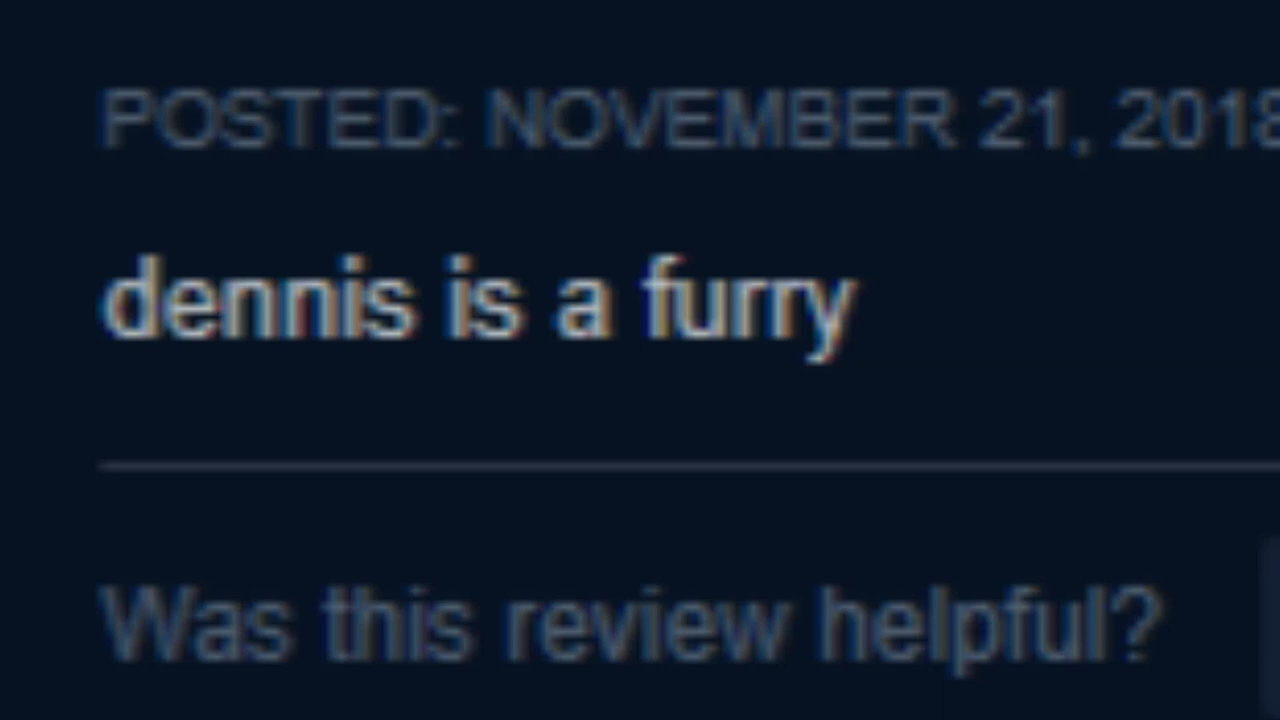 POSTED: NOVEMBER 21, 2018
dennis is a furry
Was this review helpful?